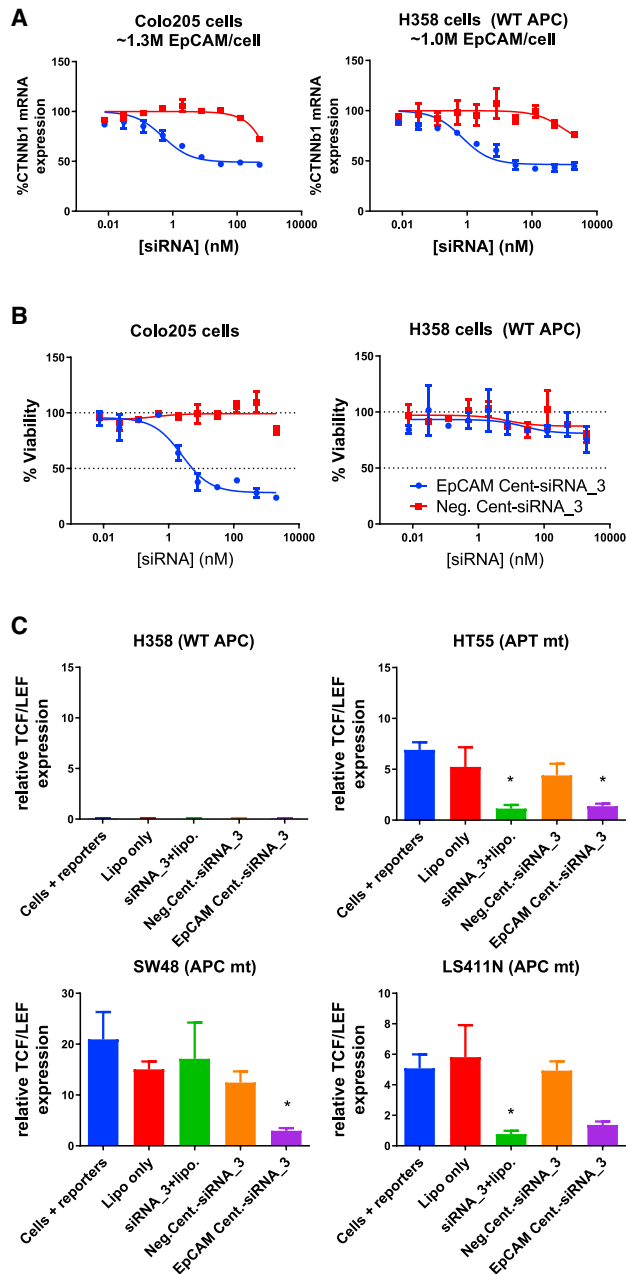 A
Colo205 cells
~1.3M EpCAM/cell
%CTNNb1 mRNA
expression
150
100
50
0
0.01
1
100
10000
[siRNA] (nM)
H358 cells (WT APC)
~1.0M EpCAM/cell
%CTNNb1 mRNA
expression
150
100
50
0
0.01
1
100
10000
[siRNA] (nM)
B
Colo205 cells
% Viability
150
100
50
0
0.01
1
100
10000
[siRNA] (nM)
H358 cells (WT APC)
% Viability
150
100
50
0
EpCAM Cent-siRNA_3
Neg. Cent-siRNA_3
0.01
1
100
10000
[siRNA] (nM)
C
H358 (WT APC)
relative TCF/LEF
expression
15
10
5
0
Cells + reporters
Lipo only
siRNA_3+lipo.
Neg.Cent.-siRNA_3
EpCAM Cent.-siRNA_3
HT55 (APT mt)
relative TCF/LEF
expression
15
10
5
0
*
*
Cells + reporters
Lipo only
siRNA_3+lipo.
Neg.Cent.-siRNA_3
EpCAM Cent.-siRNA_3
SW48 (APC mt)
relative TCF/LEF
expression
30
20
10
0
*
Cells + reporters
Lipo only
siRNA_3+lipo.
Neg.Cent.-siRNA_3
EpCAM Cent.-siRNA_3
LS411N (APC mt)
relative TCF/LEF
expression
10
8
6
4
2
0
*
Cells + reporters
Lipo only
siRNA_3+lipo.
Neg.Cent.-siRNA_3
EpCAM Cent.-siRNA_3